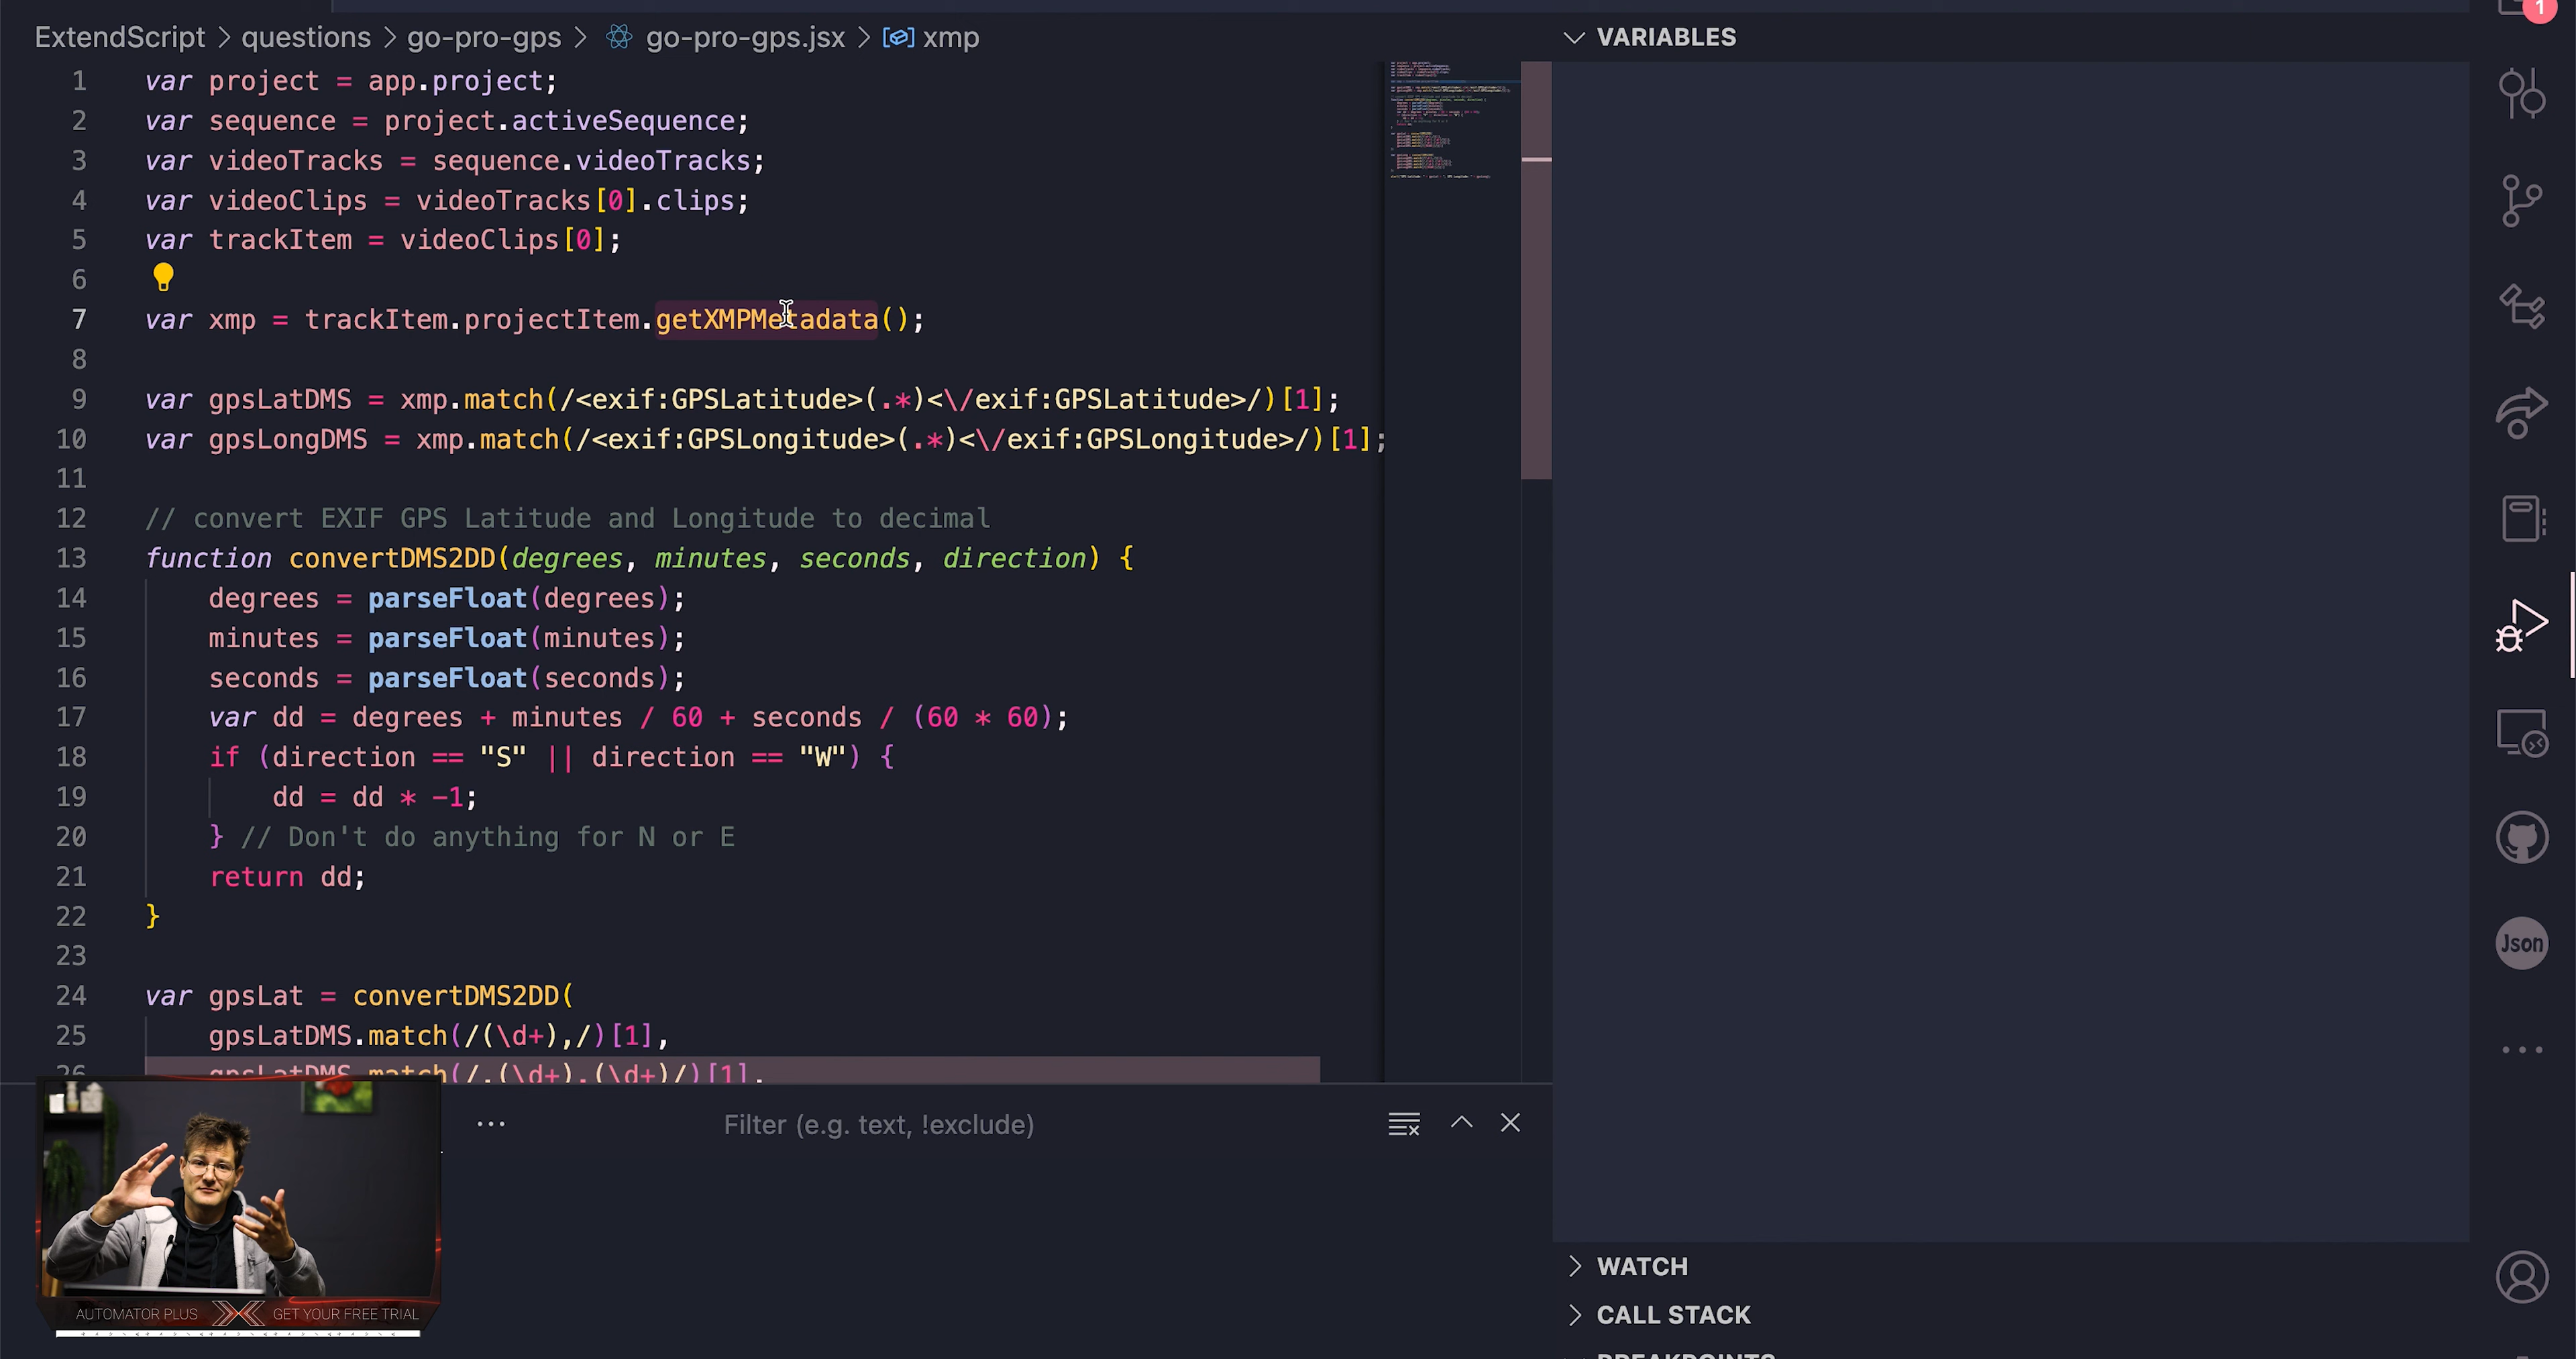 ExtendScript > questions > go-pro-gps > go-pro-gps.jsx > xmp
1 var project = app.project;
2 var sequence = project.activeSequence;
3 var videoTracks = sequence.videoTracks;
4 var videoClips = videoTracks[0].clips;
5 var trackItem = videoClips[0];
6
7 var xmp = trackItem.projectItem.getXMPMetadata();
8
9 var gpsLatDMS = xmp.match(/<exif:GPSLatitude>(.*)<\/exif:GPSLatitude>/)[1];
10 var gpsLongDMS = xmp.match(/<exif:GPSLongitude>(.*)<\/exif:GPSLongitude>/)[1];
11
12 // convert EXIF GPS Latitude and Longitude to decimal
13 function convertDMS2DD(degrees, minutes, seconds, direction) {
14 degrees = parseFloat(degrees);
15 minutes = parseFloat(minutes);
16 seconds = parseFloat(seconds);
17 var dd = degrees + minutes / 60 + seconds / (60 * 60);
18 if (direction == "S" || direction == "W") {
19 dd = dd * -1;
20 } // Don't do anything for N or E
21 return dd;
22 }
23
24 var gpsLat = convertDMS2DD(
25 gpsLatDMS.match(/(\d+),/)[1],
26 gpsLatDMS.match(/,(\d+).(\d+)/)[1],
Filter (e.g. text, !exclude)
AUTOMATOR PLUS GET YOUR FREE TRIAL
VARIABLES
WATCH
CALL STACK
BREAKPOINTS
1
Json